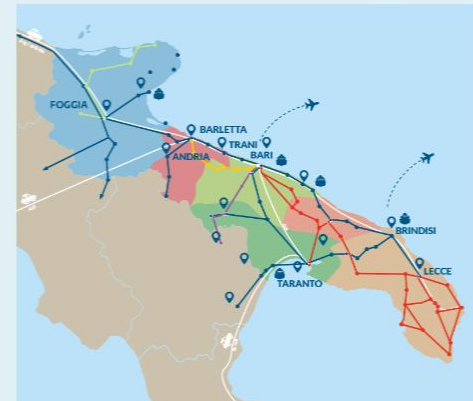 FOGGIA
BARLETTA
TRANI
ANDRIA
BARI
BRINDISI
LECCE
TARANTO